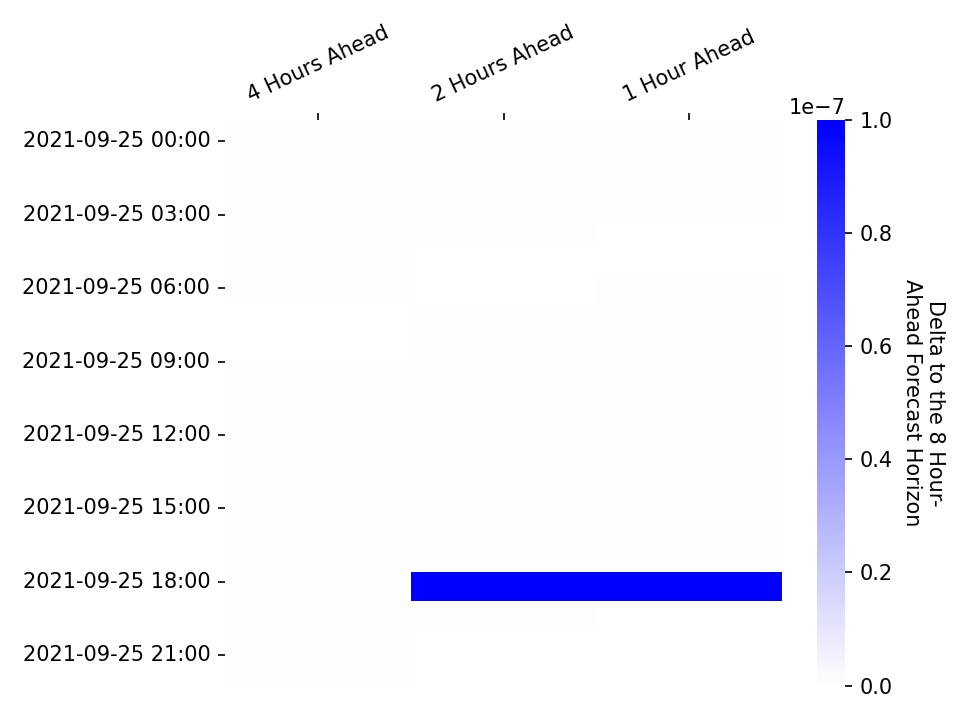 4 Hours Ahead
2 Hours Ahead
1 Hour Ahead
1e−7
2021-09-25 00:00
2021-09-25 03:00
2021-09-25 06:00
2021-09-25 09:00
2021-09-25 12:00
2021-09-25 15:00
2021-09-25 18:00
2021-09-25 21:00
1.0
0.8
0.6
0.4
0.2
0.0
Delta to the 8 Hour-
Ahead Forecast Horizon